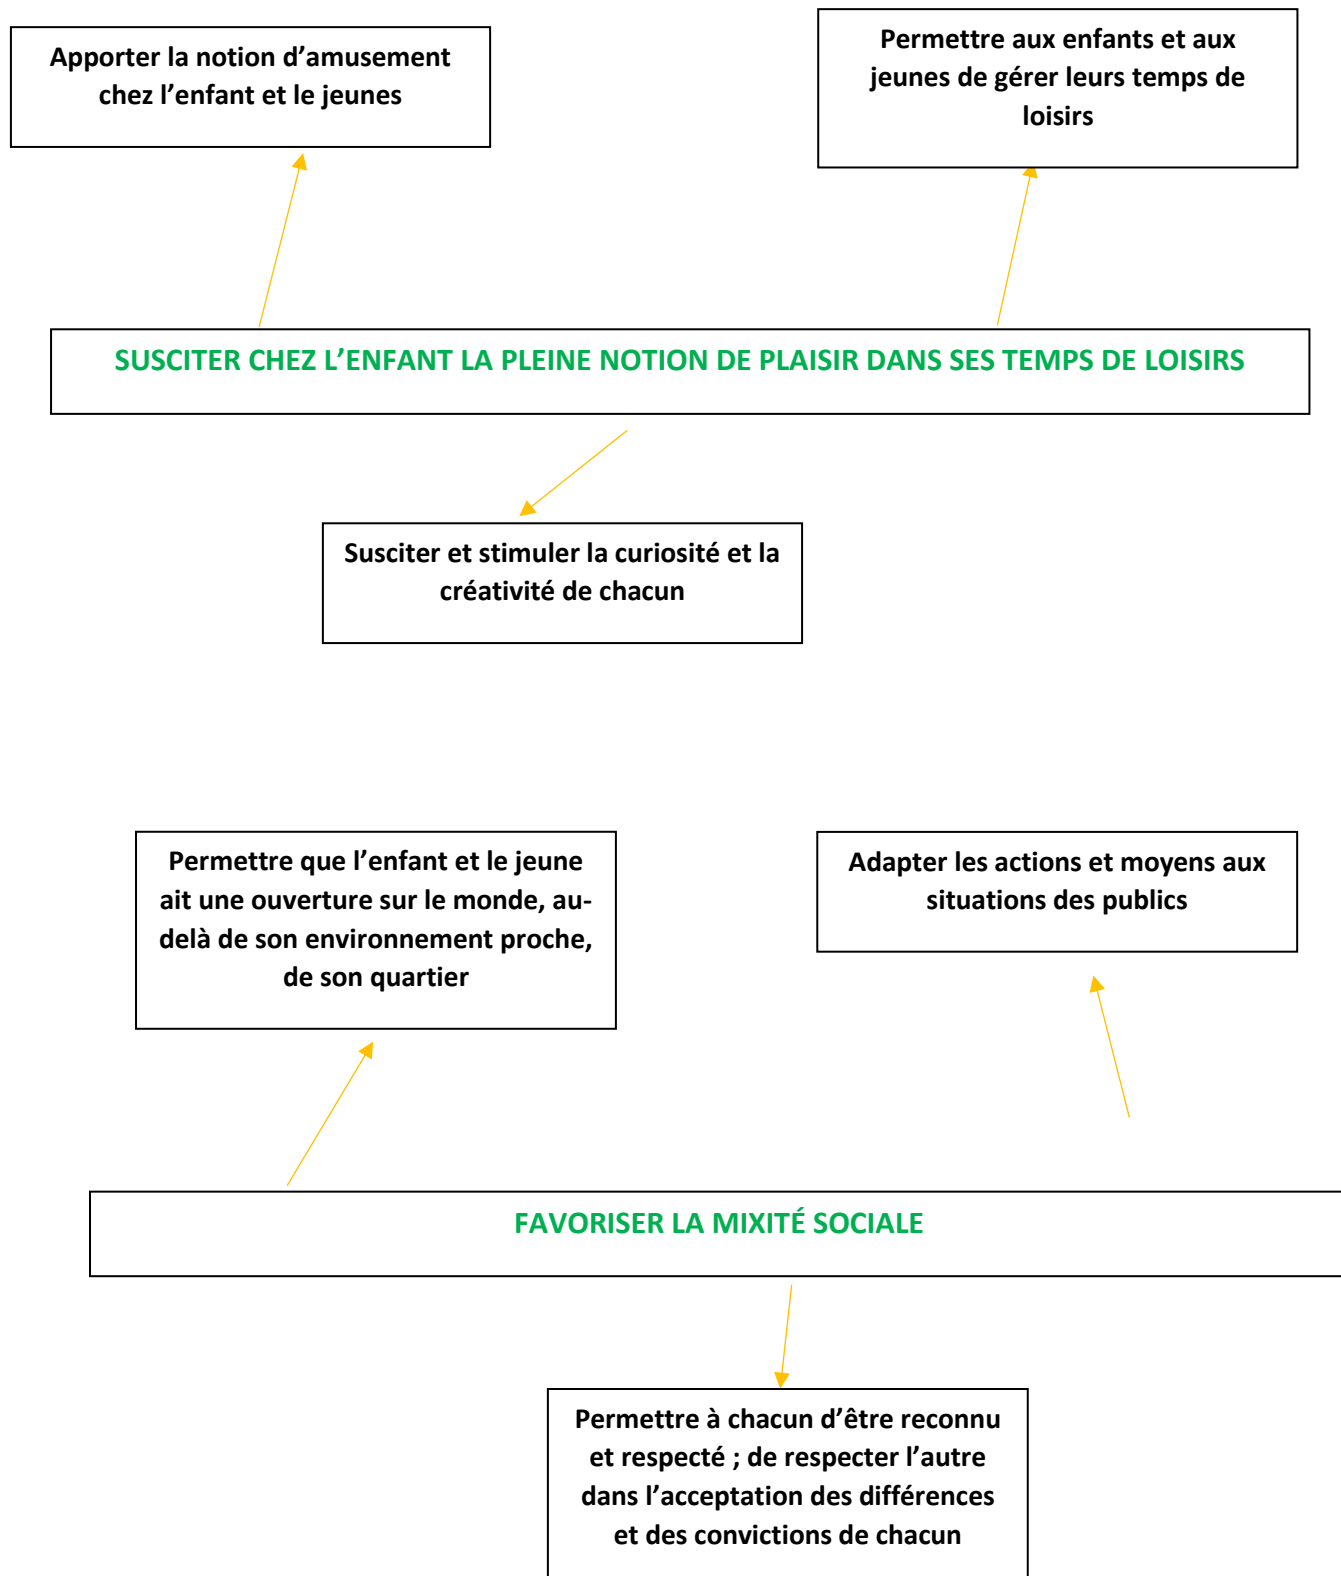 Apporter la notion d’amusement
chez l’enfant et le jeunes
Permettre aux enfants et aux
jeunes de gérer leurs temps de
loisirs
SUSCITER CHEZ L’ENFANT LA PLEINE NOTION DE PLAISIR DANS SES TEMPS DE LOISIRS
Susciter et stimuler la curiosité et la
créativité de chacun
Permettre que l’enfant et le jeune
ait une ouverture sur le monde, au-
delà de son environnement proche,
de son quartier
Adapter les actions et moyens aux
situations des publics
FAVORISER LA MIXITÉ SOCIALE
Permettre à chacun d’être reconnu
et respecté ; de respecter l’autre
dans l’acceptation des différences
et des convictions de chacun